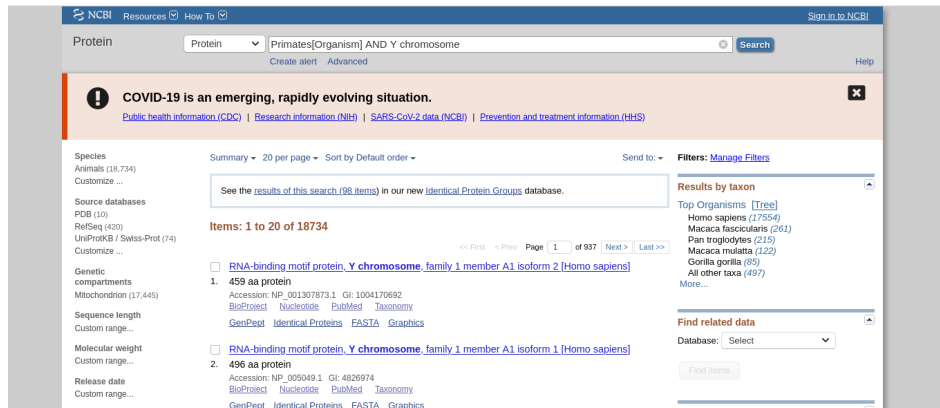 NCBI Resources How To Sign in to NCBI
Protein Protein Primates[Organism] AND Y chromosome Search
Create alert Advanced Help
COVID-19 is an emerging, rapidly evolving situation.
Public health information (CDC) | Research information (NIH) | SARS-CoV-2 data (NCBI) | Prevention and treatment information (HHS)
Species
Animals (18,734)
Customize ...
Source databases
PDB (10)
RefSeq (420)
UniProtKB / Swiss-Prot (74)
Customize ...
Genetic
compartments
Mitochondrion (17,445)
Sequence length
Custom range...
Molecular weight
Custom range...
Release date
Custom range...
Summary 20 per page Sort by Default order Send to:
See the results of this search (98 items) in our new Identical Protein Groups database.
Items: 1 to 20 of 18734
<< First < Prev Page 1 of 937 Next > Last >>
RNA-binding motif protein, Y chromosome, family 1 member A1 isoform 2 [Homo sapiens]
1. 459 aa protein
Accession: NP_001307873.1 GI: 1004170692
BioProject Nucleotide PubMed Taxonomy
GenPept Identical Proteins FASTA Graphics
RNA-binding motif protein, Y chromosome, family 1 member A1 isoform 1 [Homo sapiens]
2. 496 aa protein
Accession: NP_005049.1 GI: 4826974
BioProject Nucleotide PubMed Taxonomy
GenPept Identical Proteins FASTA Graphics
Filters: Manage Filters
Results by taxon
Top Organisms [Tree]
Homo sapiens (17554)
Macaca fascicularis (261)
Pan troglodytes (215)
Macaca mulatta (122)
Gorilla gorilla (85)
All other taxa (497)
More...
Find related data
Database: Select
Find items